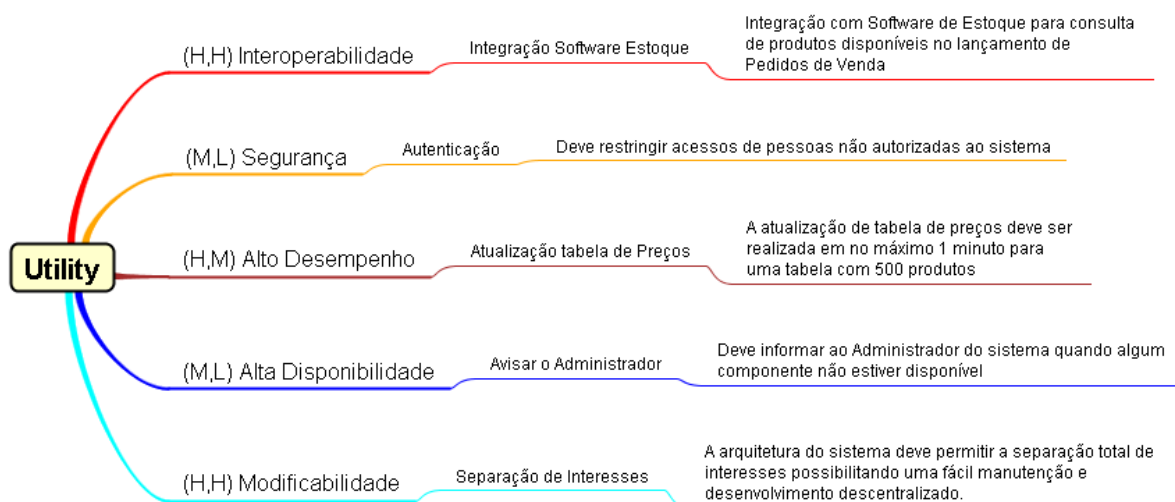 Utility
(H,H) Interoperabilidade
Integração Software Estoque
Integração com Software de Estoque para consulta
de produtos disponíveis no lançamento de
Pedidos de Venda
(M,L) Segurança
Autenticação
Deve restringir acessos de pessoas não autorizadas ao sistema
(H,M) Alto Desempenho
Atualização tabela de Preços
A atualização de tabela de preços deve ser
realizada em no máximo 1 minuto para
uma tabela com 500 produtos
(M,L) Alta Disponibilidade
Avisar o Administrador
Deve informar ao Administrador do sistema quando algum
componente não estiver disponível
(H,H) Modificabilidade
Separação de Interesses
A arquitetura do sistema deve permitir a separação total de
interesses possibilitando uma fácil manutenção e
desenvolvimento descentralizado.